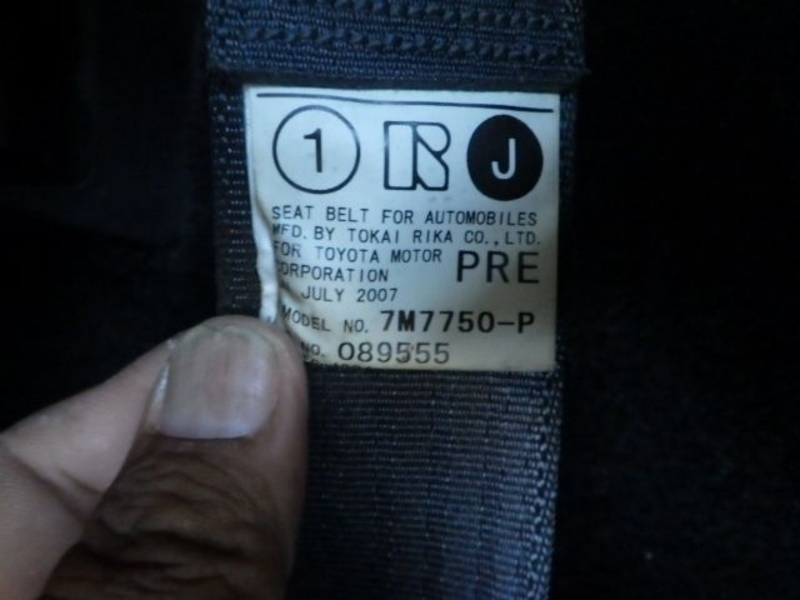 1 R J
SEAT BELT FOR AUTOMOBILES
MFD. BY TOKAI RIKA CO., LTD.
FOR TOYOTA MOTOR
CORPORATION PRE
JULY 2007
MODEL NO. 7M7750-P
NO. 089555